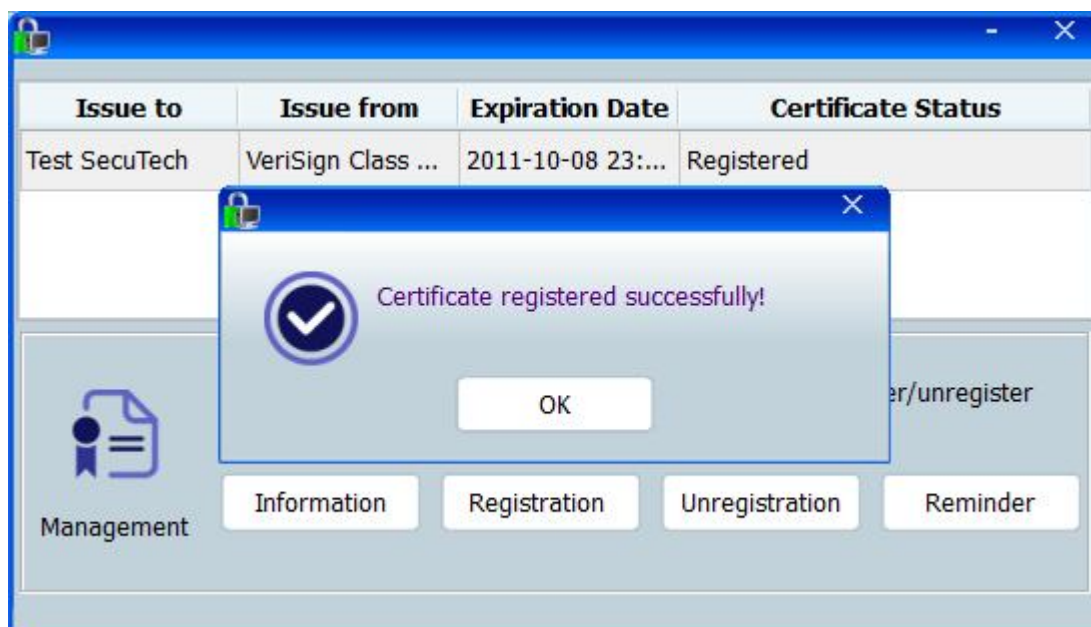 Issue to Issue from Expiration Date Certificate Status
Test SecuTech VeriSign Class ... 2011-10-08 23:... Registered
Certificate registered successfully!
OK
er/unregister
Information Registration Unregistration Reminder
Management